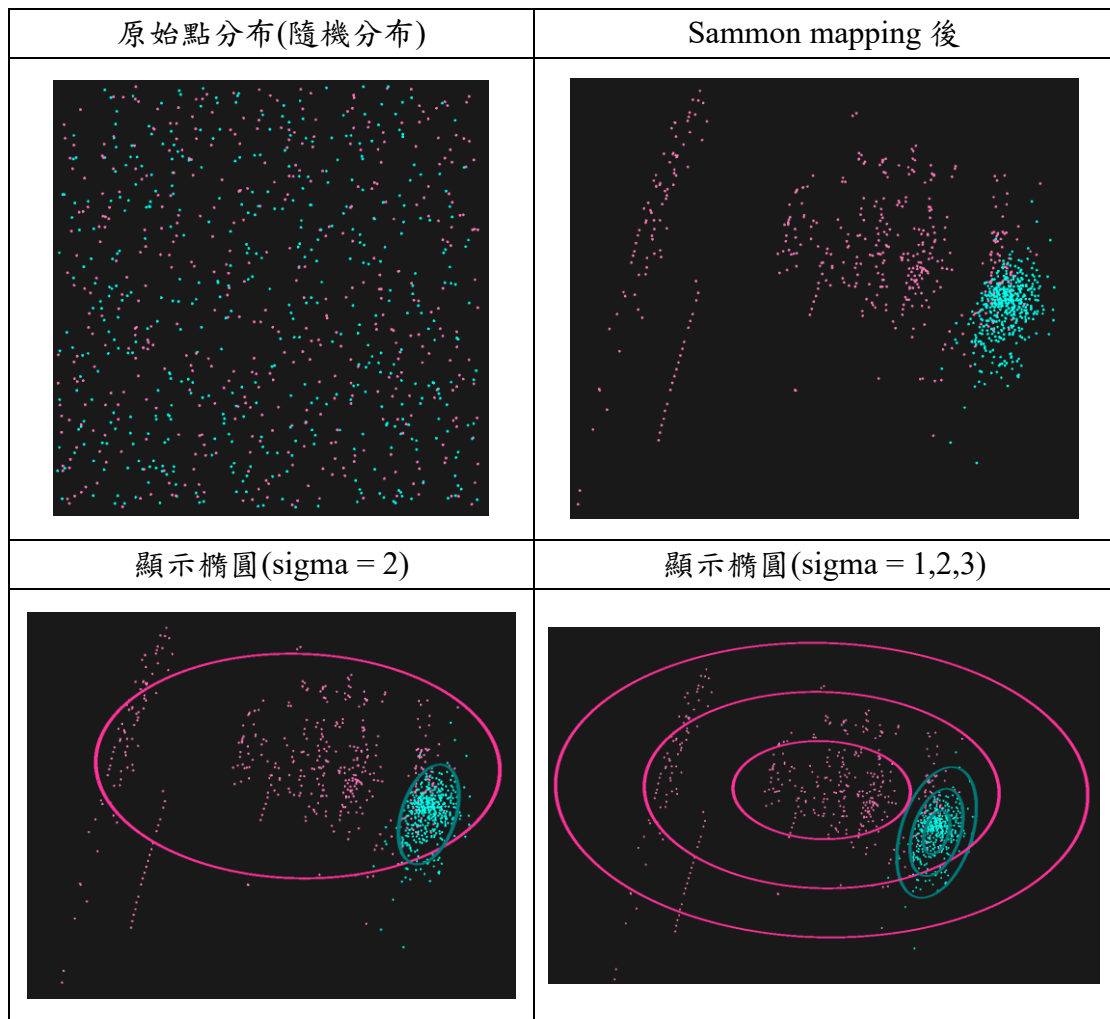 原始點分布(隨機分布)
Sammon mapping 後
顯示橢圓(sigma = 2)
顯示橢圓(sigma = 1,2,3)